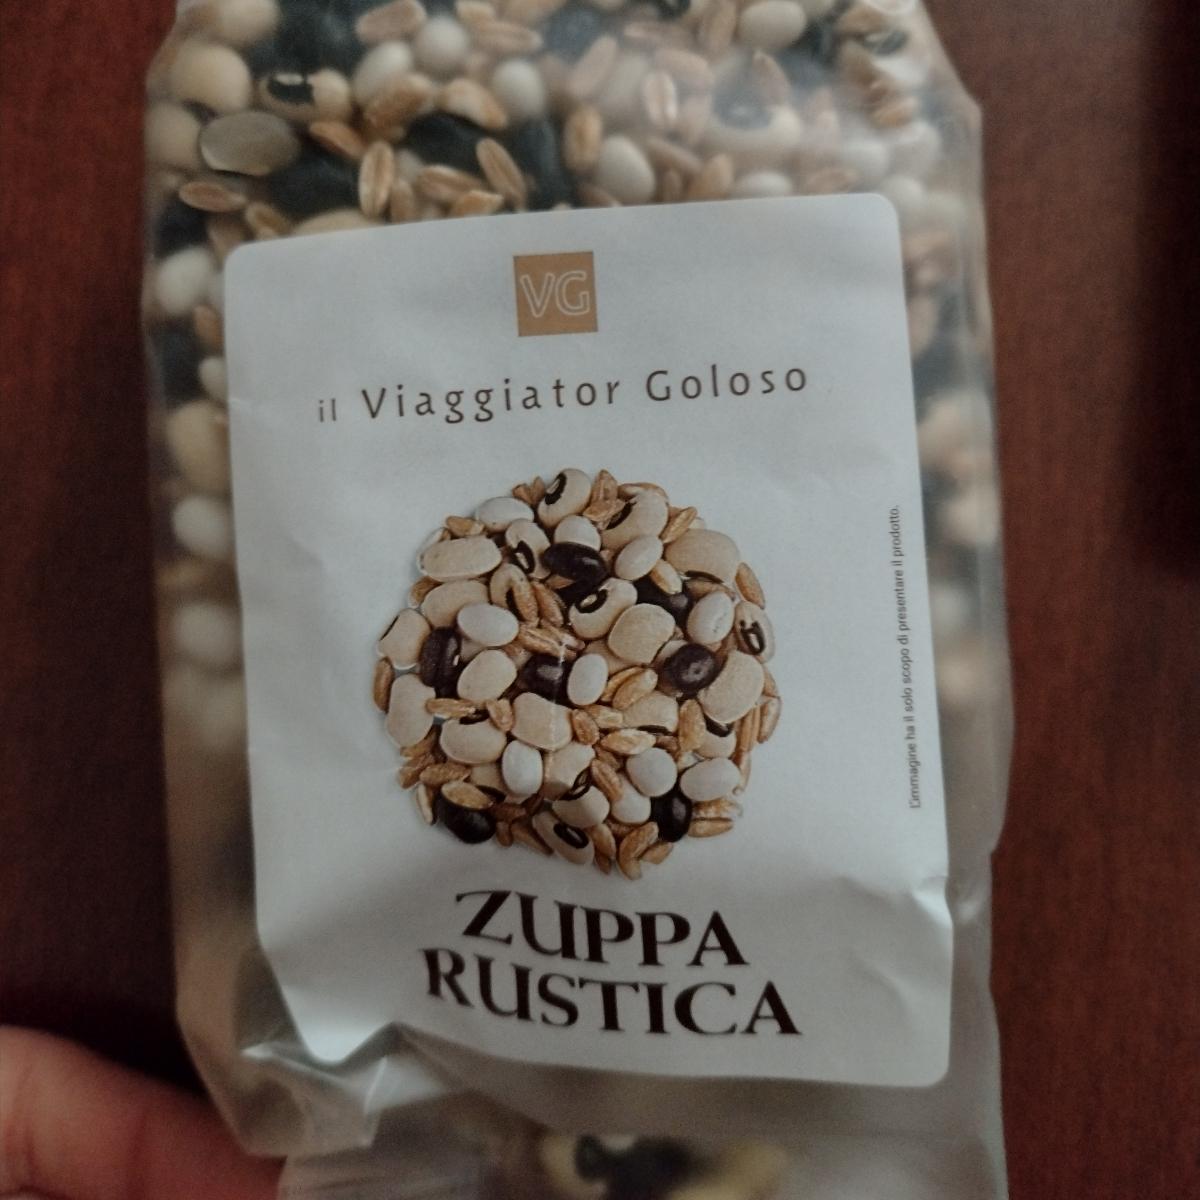 VG
il Viaggiator Goloso
L'immagine ha il solo scopo di presentare il prodotto.
ZUPPA
RUSTICA